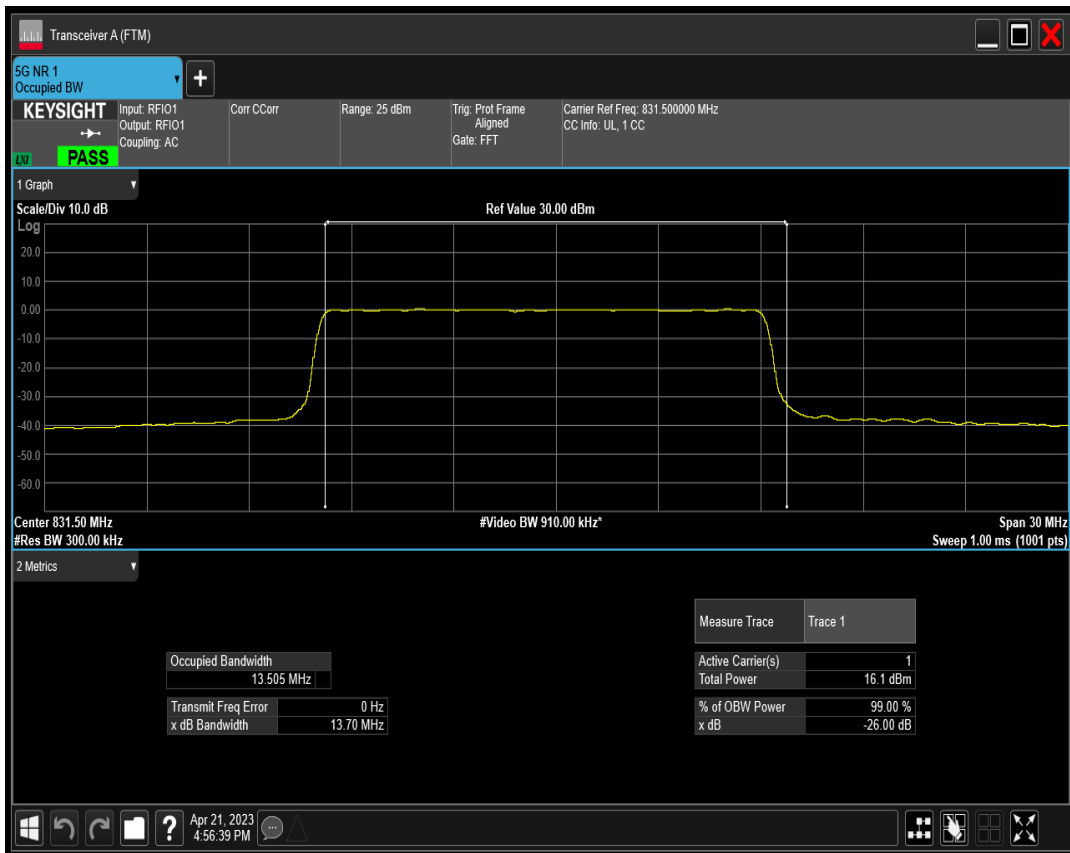 Transceiver A (FTM)
5G NR 1
Occupied BW
+
KEYSIGHT
LXI
PASS
Input: RFIO1
Output: RFIO1
Coupling: AC
Corr CCorr
Range: 25 dBm
Trig: Prot Frame
Aligned
Gate: FFT
Carrier Ref Freq: 831.500000 MHz
CC Info: UL, 1 CC
1 Graph
Scale/Div 10.0 dB
Ref Value 30.00 dBm
Log
20.0
10.0
0.00
-10.0
-20.0
-30.0
-40.0
-50.0
-60.0
Center 831.50 MHz
#Video BW 910.00 kHz*
Span 30 MHz
#Res BW 300.00 kHz
Sweep 1.00 ms (1001 pts)
2 Metrics
Measure Trace Trace 1
Occupied Bandwidth
13.505 MHz
Active Carrier(s) 1
Total Power 16.1 dBm
Transmit Freq Error 0 Hz
x dB Bandwidth 13.70 MHz
% of OBW Power 99.00 %
x dB -26.00 dB
?
Apr 21, 2023
4:56:39 PM